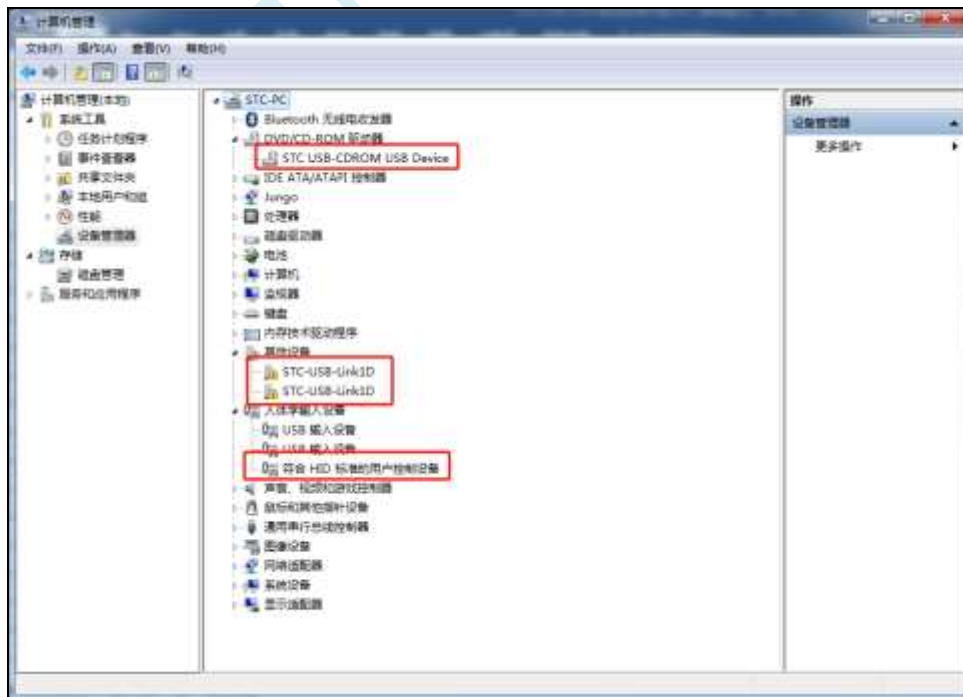 计算机管理
文件(F) 操作(A) 查看(V) 帮助(H)
计算机管理(本地)
系统工具
任务计划程序
事件查看器
共享文件夹
本地用户和组
性能
设备管理器
存储
磁盘管理
服务和应用程序
STC-PC
Bluetooth 无线电收发器
DVD/CD-ROM 驱动器
STC USB-CDROM USB Device
IDE ATA/ATAPI 控制器
Jungo
处理器
磁盘驱动器
电池
计算机
监视器
键盘
内存技术驱动程序
其他设备
STC-USB-Link1D
STC-USB-Link1D
人体学输入设备
USB 输入设备
USB 输入设备
符合 HID 标准的用户控制设备
声音、视频和游戏控制器
鼠标和其他指针设备
通用串行总线控制器
图像设备
网络适配器
系统设备
显示适配器
操作
设备管理器
更多操作